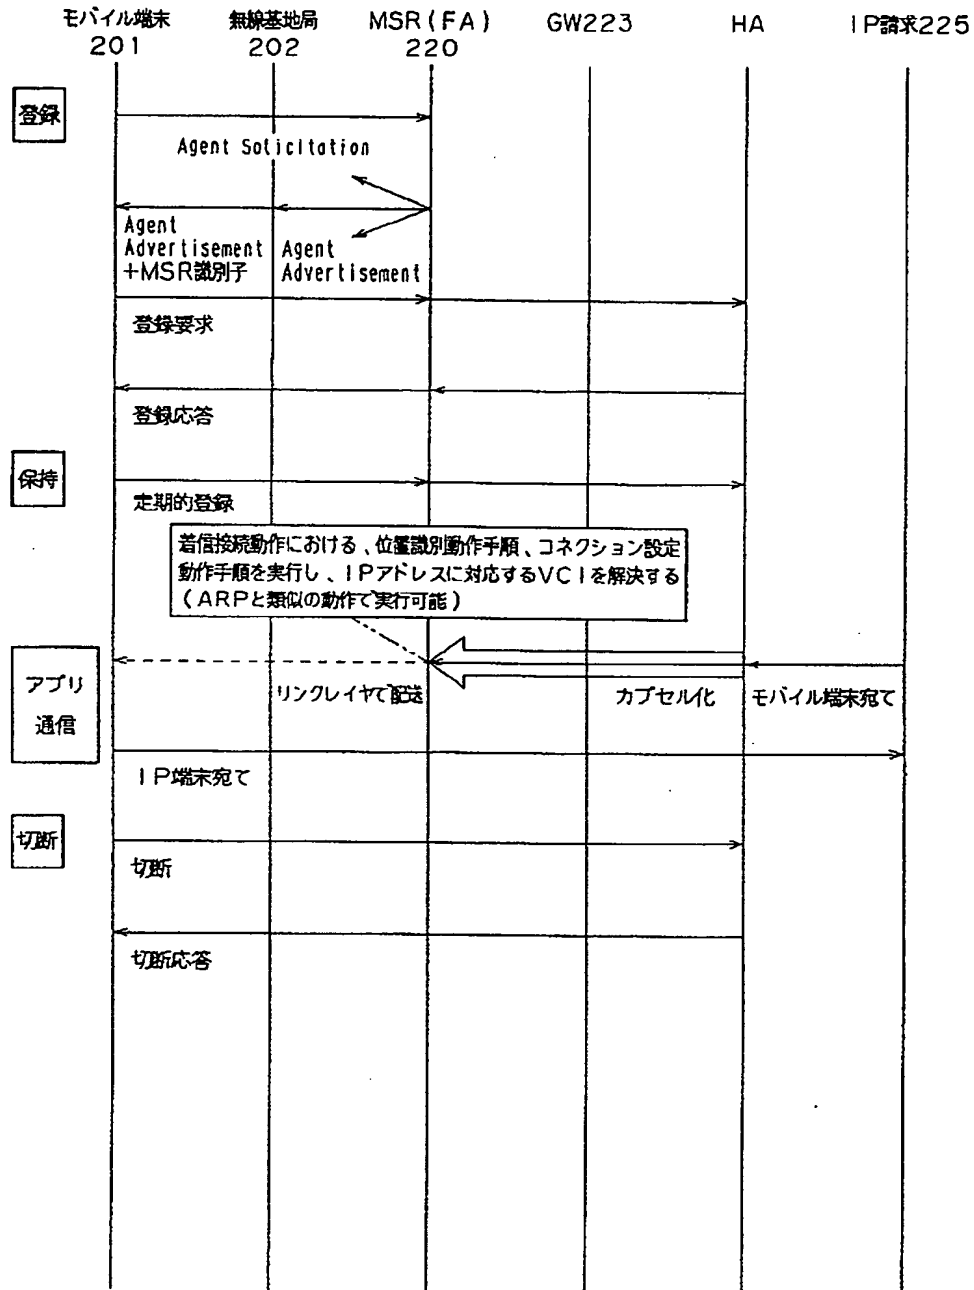 モバイル端末 無線基地局 MSR(FA) GW223 HA IP請求225
201 202 220
登録
Agent Solicitation
Agent
Advertisement
+MSR識別子
Agent
Advertisement
登録要求
登録応答
保持
定期的登録
着信接続動作における、位置識別動作手順、コネクション設定
動作手順を実行し、IPアドレスに対応するVCIを解決する
(ARPと類似の動作で実行可能)
アプリ
通信
リンクレイヤで配送 カプセル化 モバイル端末宛て
IP端末宛て
切断
切断
切断応答